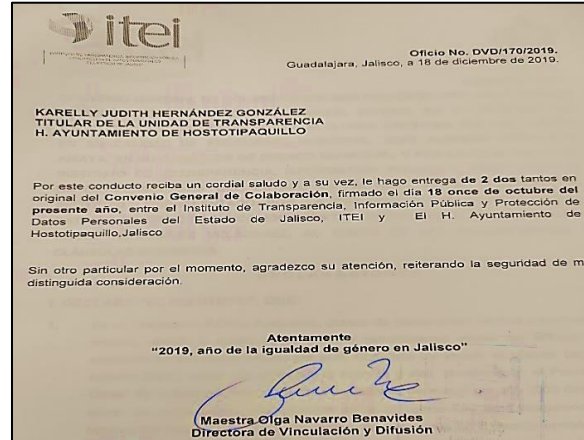 itei
Oficio No. DVD/170/2019.
Guadalajara, Jalisco, a 18 de diciembre de 2019.
KARELLY JUDITH HERNÁNDEZ GONZÁLEZ
TITULAR DE LA UNIDAD DE TRANSPARENCIA
H. AYUNTAMIENTO DE HOSTOTIPAQUILLO
Por este conducto reciba un cordial saludo y a su vez, le hago entrega de 2 dos tantos en
original del Convenio General de Colaboración, firmado el día 18 once de octubre del
presente año, entre el Instituto de Transparencia, Información Pública y Protección de
Datos Personales del Estado de Jalisco, ITEI y El H. Ayuntamiento de
Hostotipaquillo,Jalisco
Sin otro particular por el momento, agradezco su atención, reiterando la seguridad de m
distinguida consideración.
Atentamente
"2019, año de la igualdad de género en Jalisco"
Maestra Olga Navarro Benavides
Directora de Vinculación y Difusión